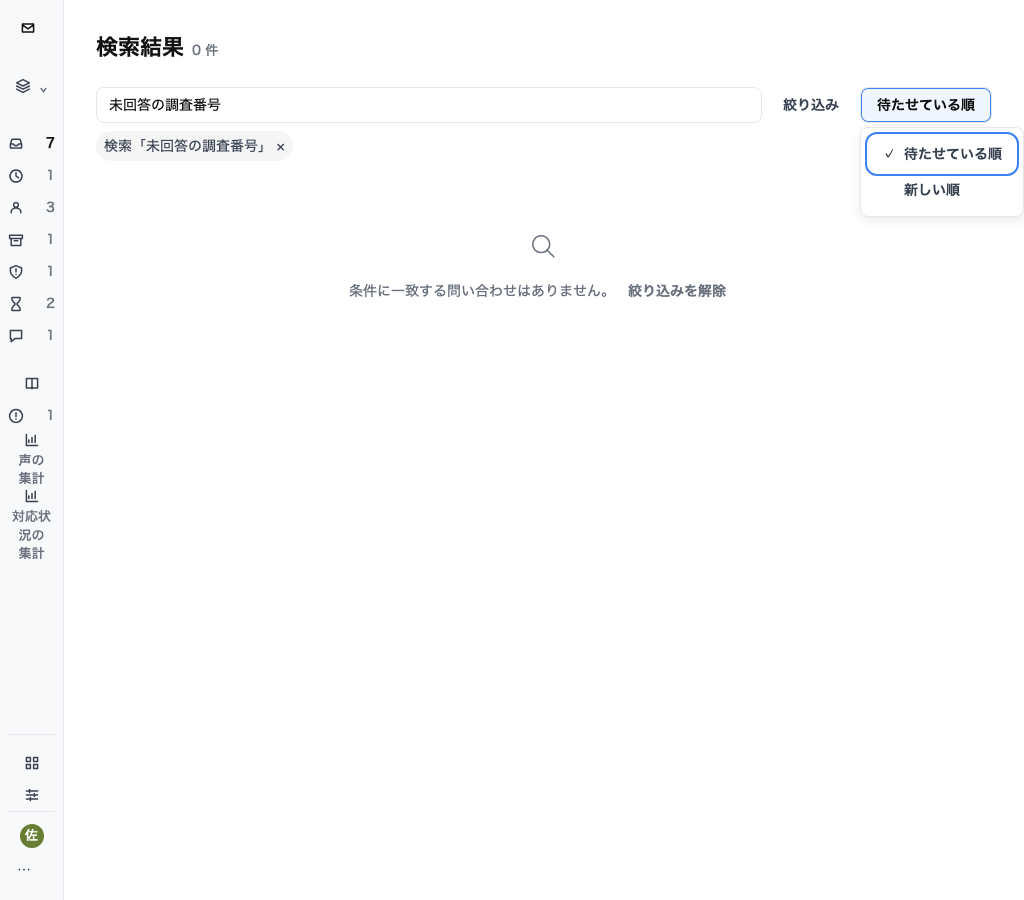 検索結果 0 件
未回答の調査番号
絞り込み
待たせている順
検索「未回答の調査番号」 ×
✓ 待たせている順
新しい順
条件に一致する問い合わせはありません。 絞り込みを解除
7
1
3
1
1
2
1
1
声の
集計
対応状
況の
集計
佐
…